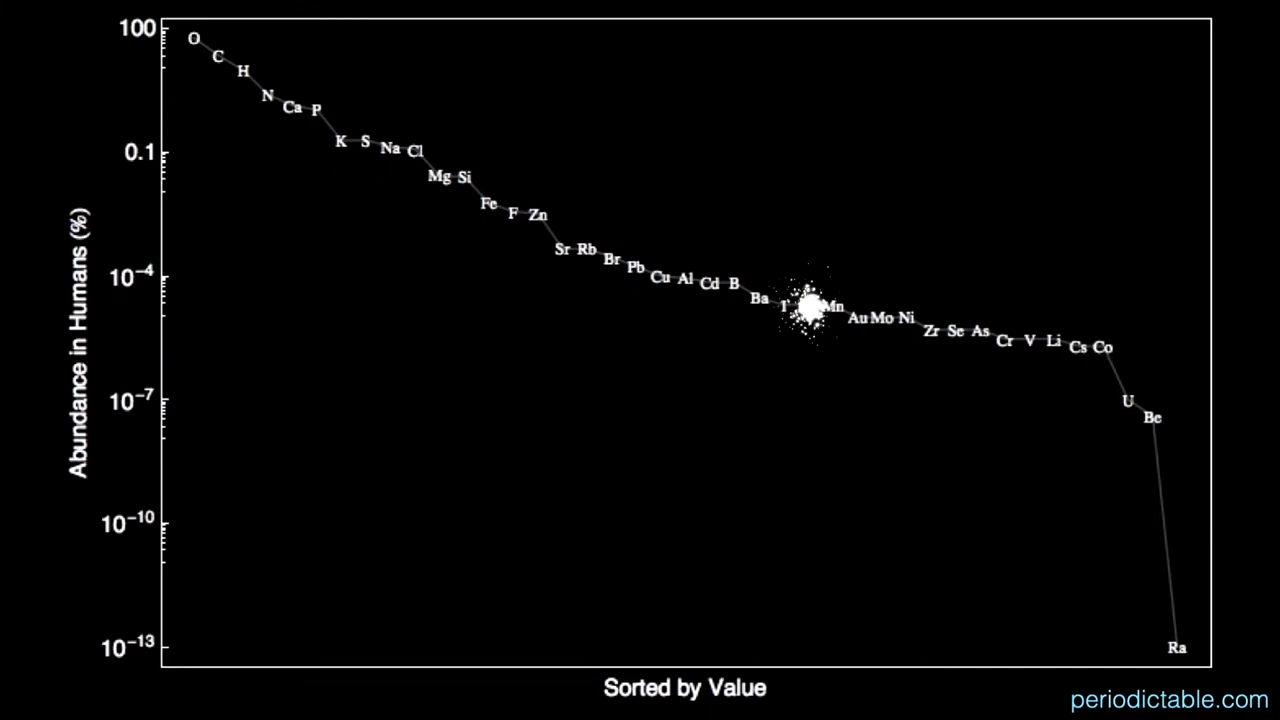 100
0.1
10⁻⁴
10⁻⁷
10⁻¹⁰
10⁻¹³
Abundance in Humans (%)
O
C
H
N
Ca
P
K
S
Na
Cl
Mg
Si
Fe
F
Zn
Sr
Rb
Br
Pb
Cu
Al
Cd
B
Ba
Mn
Au
Mo
Ni
Zr
Se
As
Cr
V
Li
Cs
Co
U
Be
Ra
Sorted by Value
periodictable.com